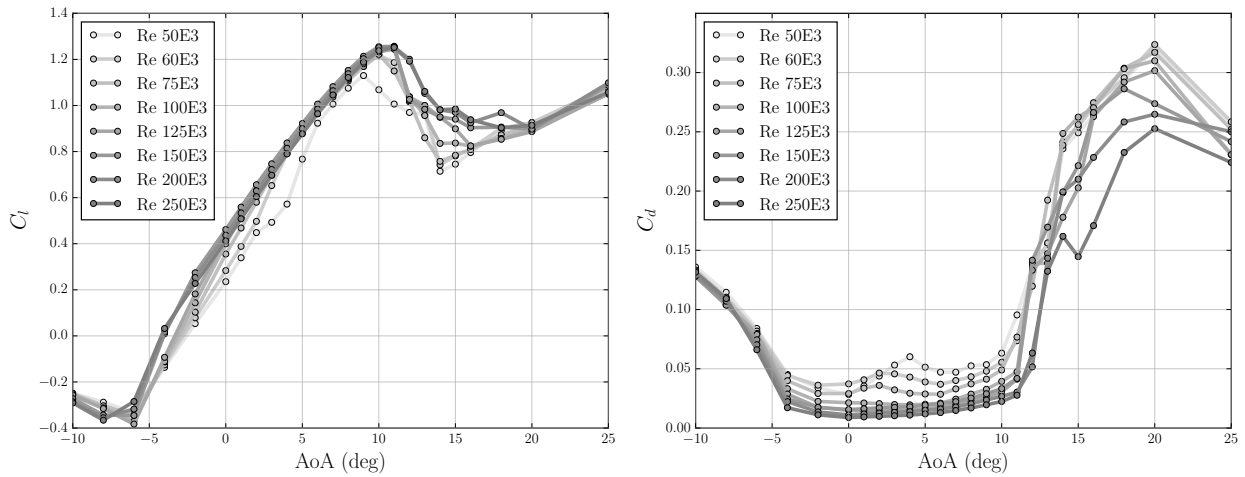 1.4
1.2
1.0
0.8
0.6
0.4
0.2
0.0
−0.2
−0.4
C_l
Re 50E3
Re 60E3
Re 75E3
Re 100E3
Re 125E3
Re 150E3
Re 200E3
Re 250E3
−10 −5 0 5 10 15 20 25
AoA (deg)
0.30
0.25
0.20
0.15
0.10
0.05
0.00
C_d
Re 50E3
Re 60E3
Re 75E3
Re 100E3
Re 125E3
Re 150E3
Re 200E3
Re 250E3
−10 −5 0 5 10 15 20 25
AoA (deg)